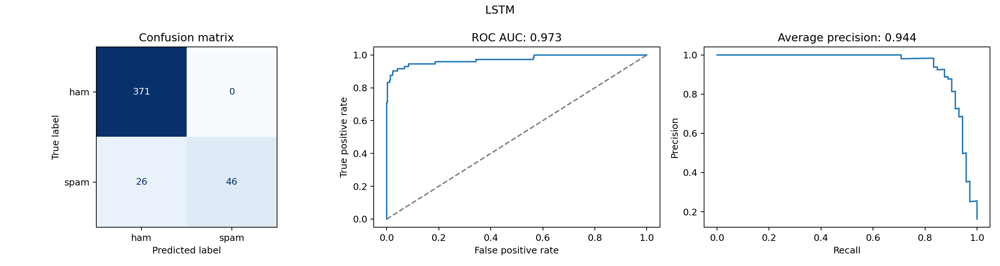 LSTM
Confusion matrix
True label
ham
371
0
spam
26
46
ham spam
Predicted label
ROC AUC: 0.973
True positive rate
1.0
0.8
0.6
0.4
0.2
0.0
0.0 0.2 0.4 0.6 0.8 1.0
False positive rate
Average precision: 0.944
Precision
1.0
0.8
0.6
0.4
0.2
0.0 0.2 0.4 0.6 0.8 1.0
Recall